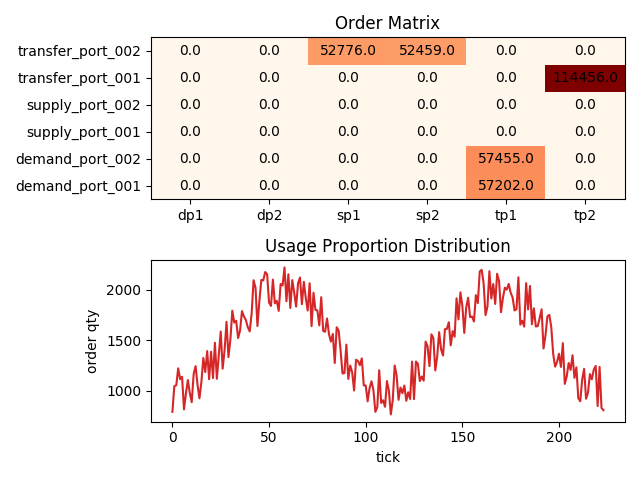 Order Matrix
transfer_port_002 0.0 0.0 52776.0 52459.0 0.0 0.0
transfer_port_001 0.0 0.0 0.0 0.0 0.0 114456.0
supply_port_002 0.0 0.0 0.0 0.0 0.0 0.0
supply_port_001 0.0 0.0 0.0 0.0 0.0 0.0
demand_port_002 0.0 0.0 0.0 0.0 57455.0 0.0
demand_port_001 0.0 0.0 0.0 0.0 57202.0 0.0
dp1 dp2 sp1 sp2 tp1 tp2
Usage Proportion Distribution
order qty
2000
1500
1000
0 50 100 150 200
tick